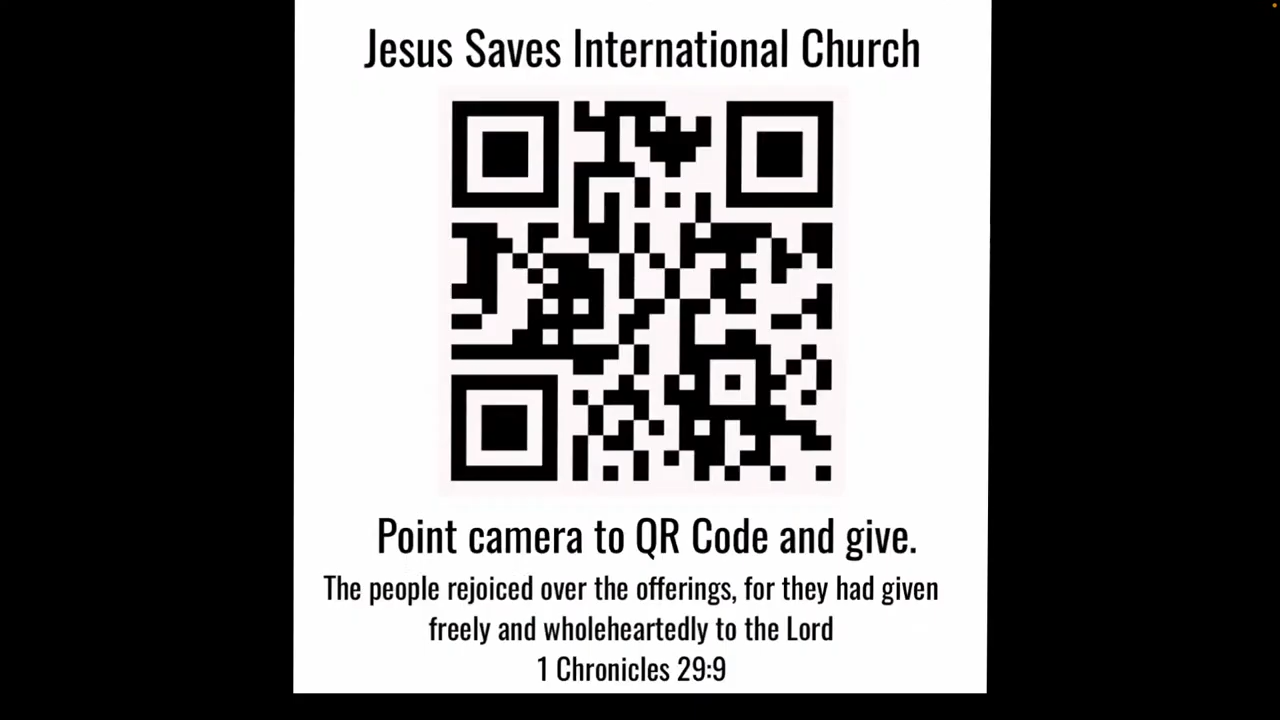 Jesus Saves International Church
Point camera to QR Code and give.
The people rejoiced over the offerings, for they had given
freely and wholeheartedly to the Lord
1 Chronicles 29:9